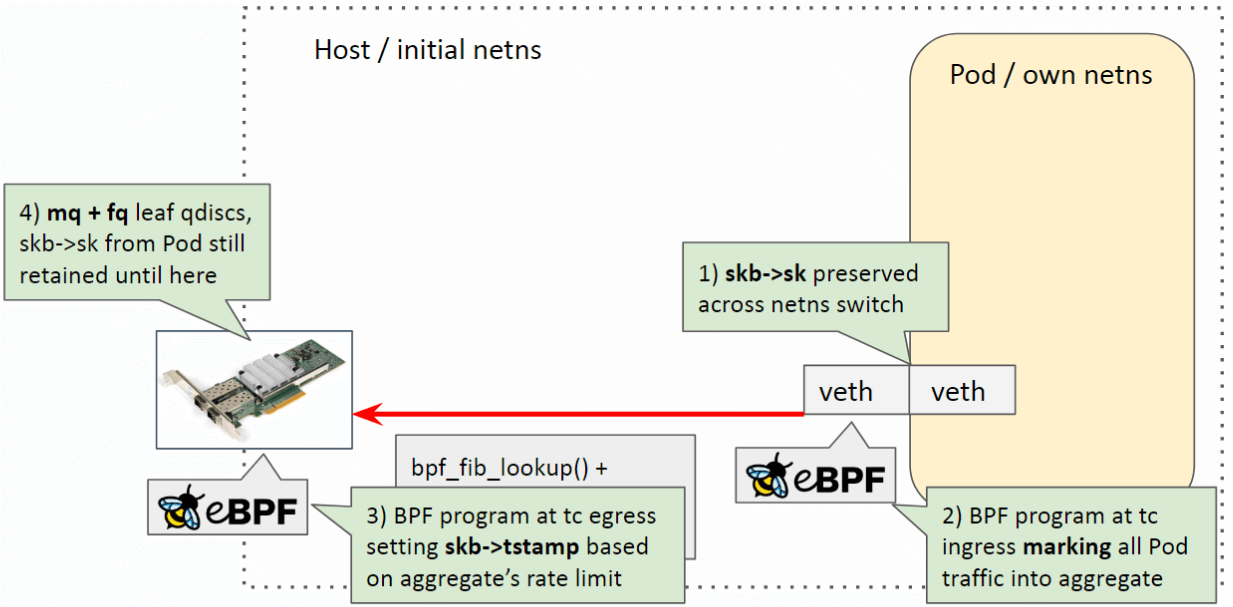 Host / initial netns
Pod / own netns
4) mq + fq leaf qdiscs,
skb->sk from Pod still
retained until here
1) skb->sk preserved
across netns switch
veth
veth
bpf_fib_lookup() +
eBPF
eBPF
3) BPF program at tc egress
setting skb->tstamp based
on aggregate's rate limit
2) BPF program at tc
ingress marking all Pod
traffic into aggregate